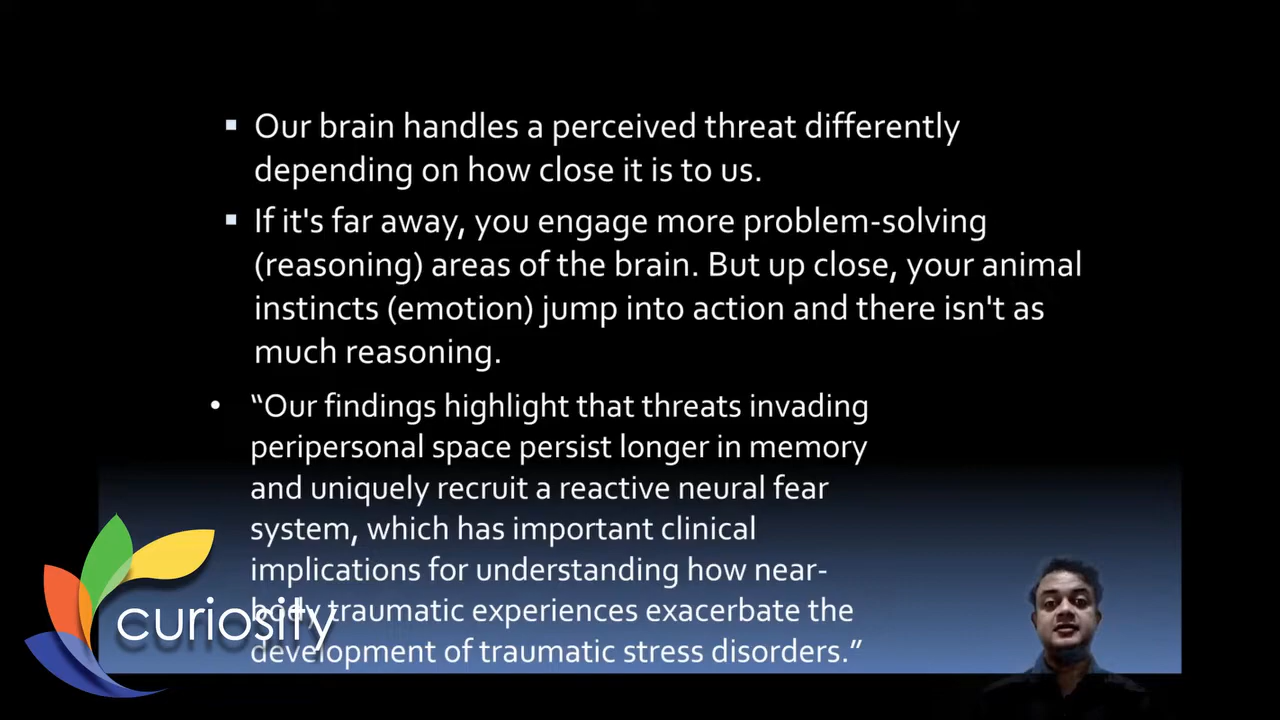 ▪ Our brain handles a perceived threat differently
depending on how close it is to us.
▪ If it's far away, you engage more problem-solving
(reasoning) areas of the brain. But up close, your animal
instincts (emotion) jump into action and there isn't as
much reasoning.
• “Our findings highlight that threats invading
peripersonal space persist longer in memory
and uniquely recruit a reactive neural fear
system, which has important clinical
implications for understanding how near-
body traumatic experiences exacerbate the
development of traumatic stress disorders.”
curiosity